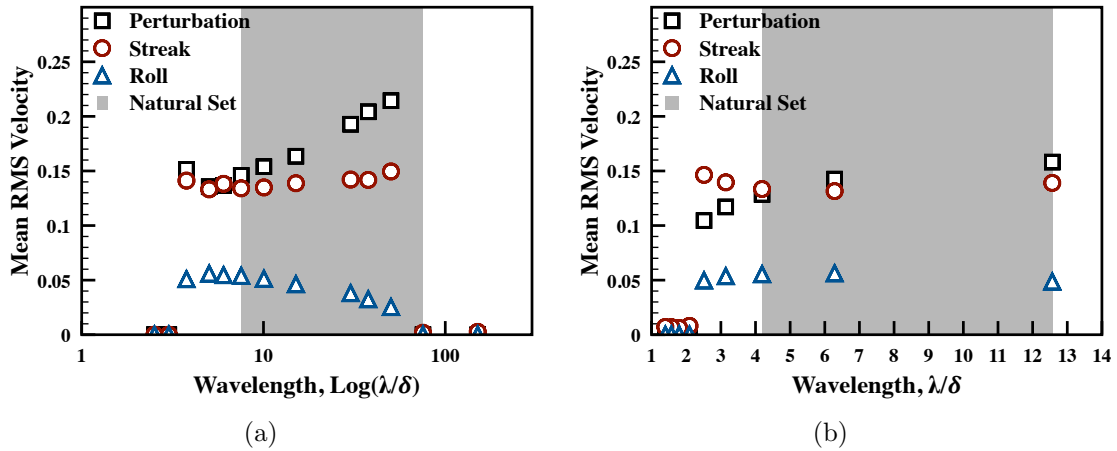 Perturbation
Streak
Roll
Natural Set
0.25
0.2
0.15
0.1
0.05
0
1
10
100
Mean RMS Velocity
Wavelength, Log(λ/δ)
(a)
Perturbation
Streak
Roll
Natural Set
0.25
0.2
0.15
0.1
0.05
0
1 2 3 4 5 6 7 8 9 10 11 12 13 14
Mean RMS Velocity
Wavelength, λ/δ
(b)